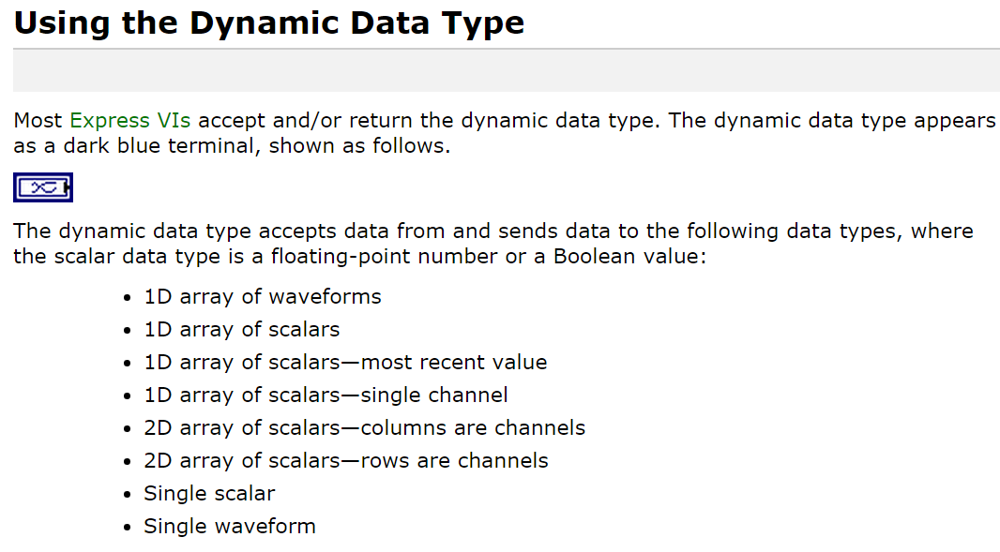 Using the Dynamic Data Type
Most Express VIs accept and/or return the dynamic data type. The dynamic data type appears
as a dark blue terminal, shown as follows.
The dynamic data type accepts data from and sends data to the following data types, where
the scalar data type is a floating-point number or a Boolean value:
• 1D array of waveforms
• 1D array of scalars
• 1D array of scalars—most recent value
• 1D array of scalars—single channel
• 2D array of scalars—columns are channels
• 2D array of scalars—rows are channels
• Single scalar
• Single waveform